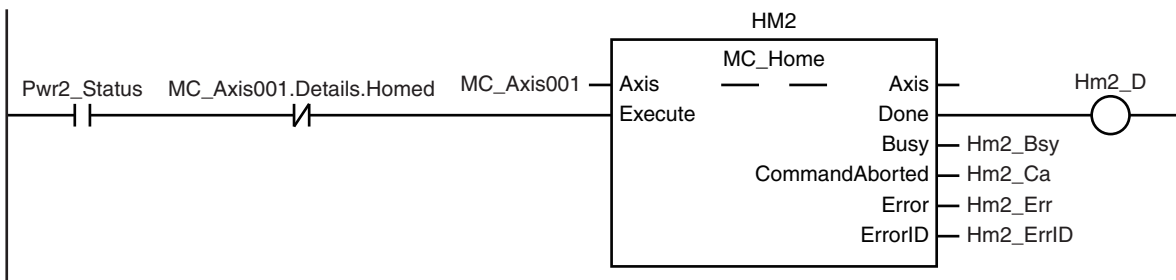 HM2
MC_Home
Pwr2_Status MC_Axis001.Details.Homed MC_Axis001 Axis Axis Hm2_D
Execute Done
Busy Hm2_Bsy
CommandAborted Hm2_Ca
Error Hm2_Err
ErrorID Hm2_ErrID